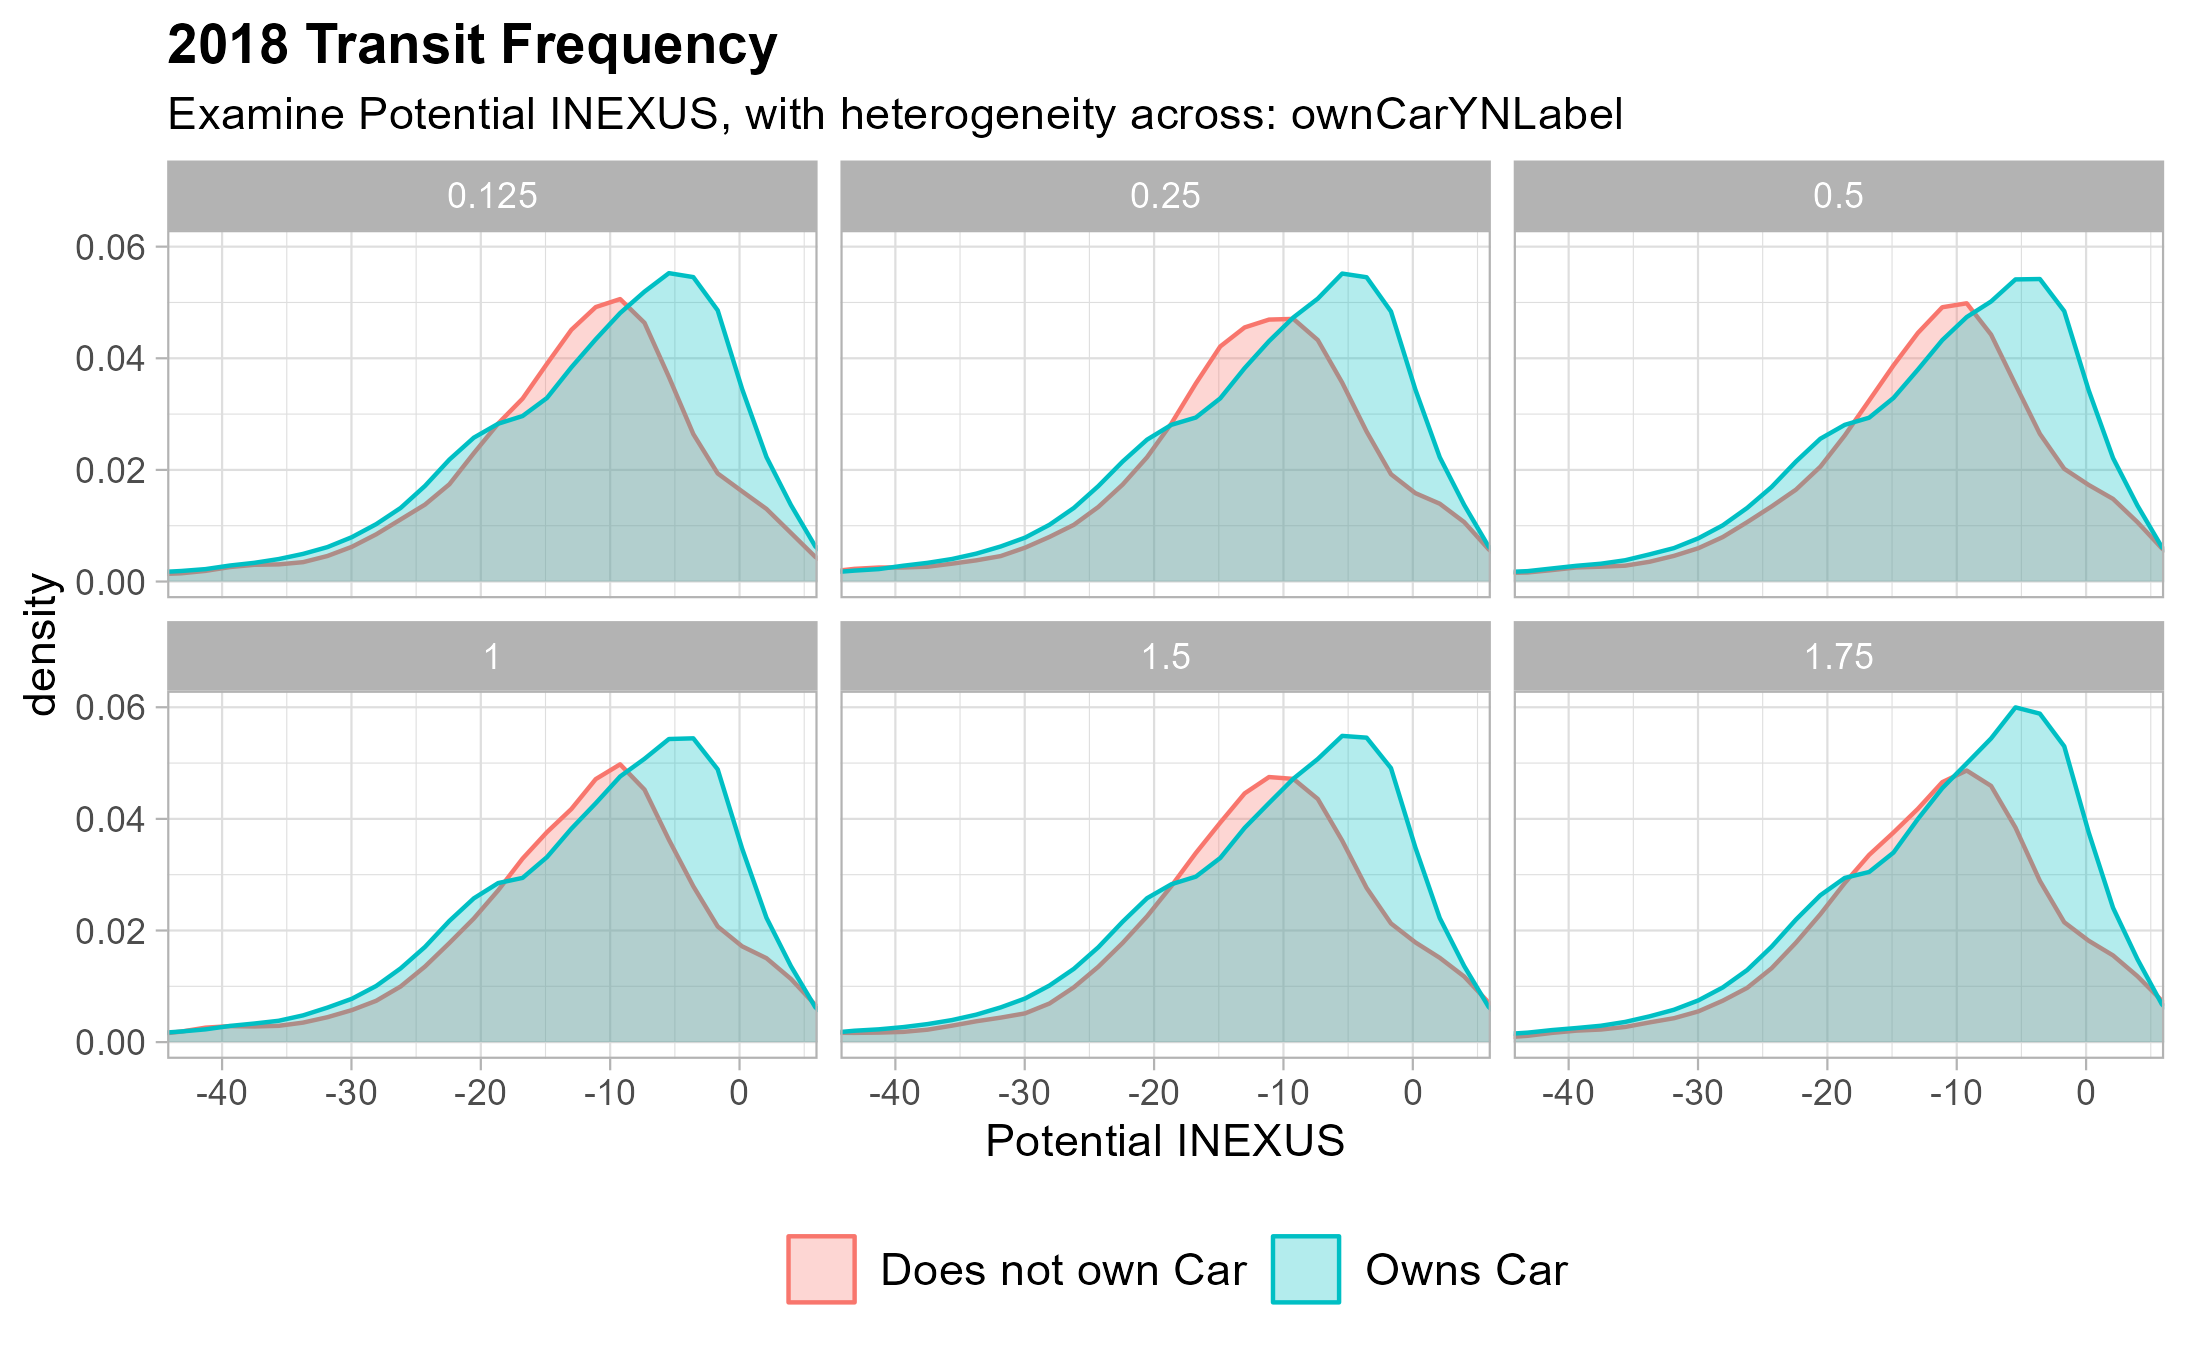 2018 Transit Frequency
Examine Potential INEXUS, with heterogeneity across: ownCarYNLabel
0.125 0.25 0.5
0.06
0.04
0.02
0.00
density
1 1.5 1.75
0.06
0.04
0.02
0.00
-40 -30 -20 -10 0 -40 -30 -20 -10 0 -40 -30 -20 -10 0
Potential INEXUS
Does not own Car Owns Car